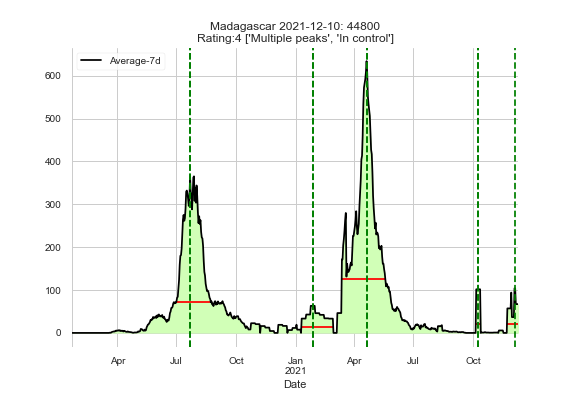 Madagascar 2021-12-10: 44800
Rating:4 ['Multiple peaks', 'In control']
Average-7d
600
500
400
300
200
100
0
Apr Jul Oct Jan Apr Jul Oct
2021
Date